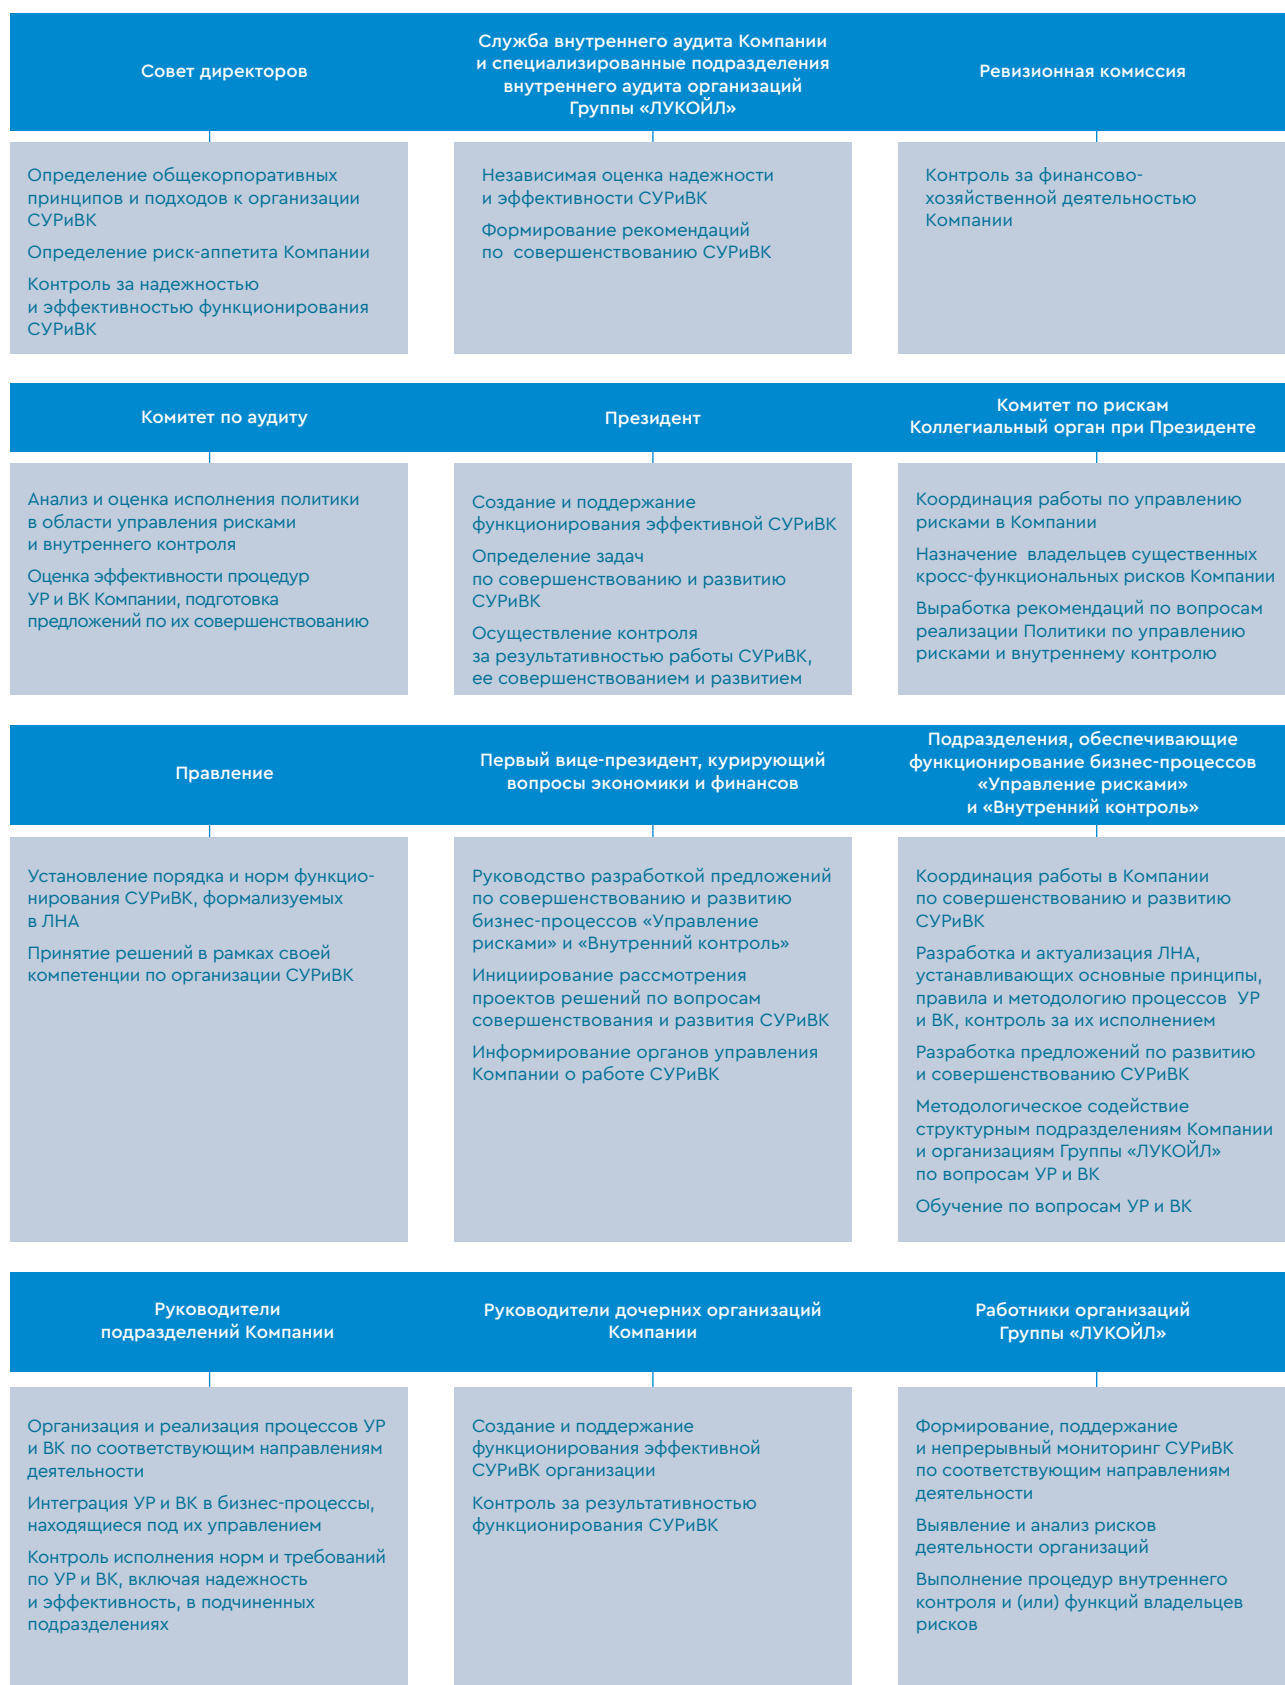 Совет директоров
Определение общекорпоративных
принципов и подходов к организации
СУРиВК
Определение риск-аппетита Компании
Контроль за надежностью
и эффективностью функционирования
СУРиВК
Служба внутреннего аудита Компании
и специализированные подразделения
внутреннего аудита организаций
Группы «ЛУКОЙЛ»
Независимая оценка надежности
и эффективности СУРиВК
Формирование рекомендаций
по совершенствованию СУРиВК
Ревизионная комиссия
Контроль за финансово-
хозяйственной деятельностью
Компании
Комитет по аудиту
Анализ и оценка исполнения политики
в области управления рисками
и внутреннего контроля
Оценка эффективности процедур
УР и ВК Компании, подготовка
предложений по их совершенствованию
Президент
Создание и поддержание
функционирования эффективной СУРиВК
Определение задач
по совершенствованию и развитию
СУРиВК
Осуществление контроля
за результативностью работы СУРиВК,
ее совершенствованием и развитием
Комитет по рискам
Коллегиальный орган при Президенте
Координация работы по управлению
рисками в Компании
Назначение владельцев существенных
кросс-функциональных рисков Компании
Выработка рекомендаций по вопросам
реализации Политики по управлению
рисками и внутреннему контролю
Правление
Установление порядка и норм функцио-
нирования СУРиВК, формализуемых
в ЛНА
Принятие решений в рамках своей
компетенции по организации СУРиВК
Первый вице-президент, курирующий
вопросы экономики и финансов
Руководство разработкой предложений
по совершенствованию и развитию
бизнес-процессов «Управление
рисками» и «Внутренний контроль»
Инициирование рассмотрения
проектов решений по вопросам
совершенствования и развития СУРиВК
Информирование органов управления
Компании о работе СУРиВК
Подразделения, обеспечивающие
функционирование бизнес-процессов
«Управление рисками»
и «Внутренний контроль»
Координация работы в Компании
по совершенствованию и развитию
СУРиВК
Разработка и актуализация ЛНА,
устанавливающих основные принципы,
правила и методологию процессов УР
и ВК, контроль за их исполнением
Разработка предложений по развитию
и совершенствованию СУРиВК
Методологическое содействие
структурным подразделениям Компании
и организациям Группы «ЛУКОЙЛ»
по вопросам УР и ВК
Обучение по вопросам УР и ВК
Руководители
подразделений Компании
Организация и реализация процессов УР
и ВК по соответствующим направлениям
деятельности
Интеграция УР и ВК в бизнес-процессы,
находящиеся под их управлением
Контроль исполнения норм и требований
по УР и ВК, включая надежность
и эффективность, в подчиненных
подразделениях
Руководители дочерних организаций
Компании
Создание и поддержание
функционирования эффективной
СУРиВК организации
Контроль за результативностью
функционирования СУРиВК
Работники организаций
Группы «ЛУКОЙЛ»
Формирование, поддержание
и непрерывный мониторинг СУРиВК
по соответствующим направлениям
деятельности
Выявление и анализ рисков
деятельности организаций
Выполнение процедур внутреннего
контроля и (или) функций владельцев
рисков